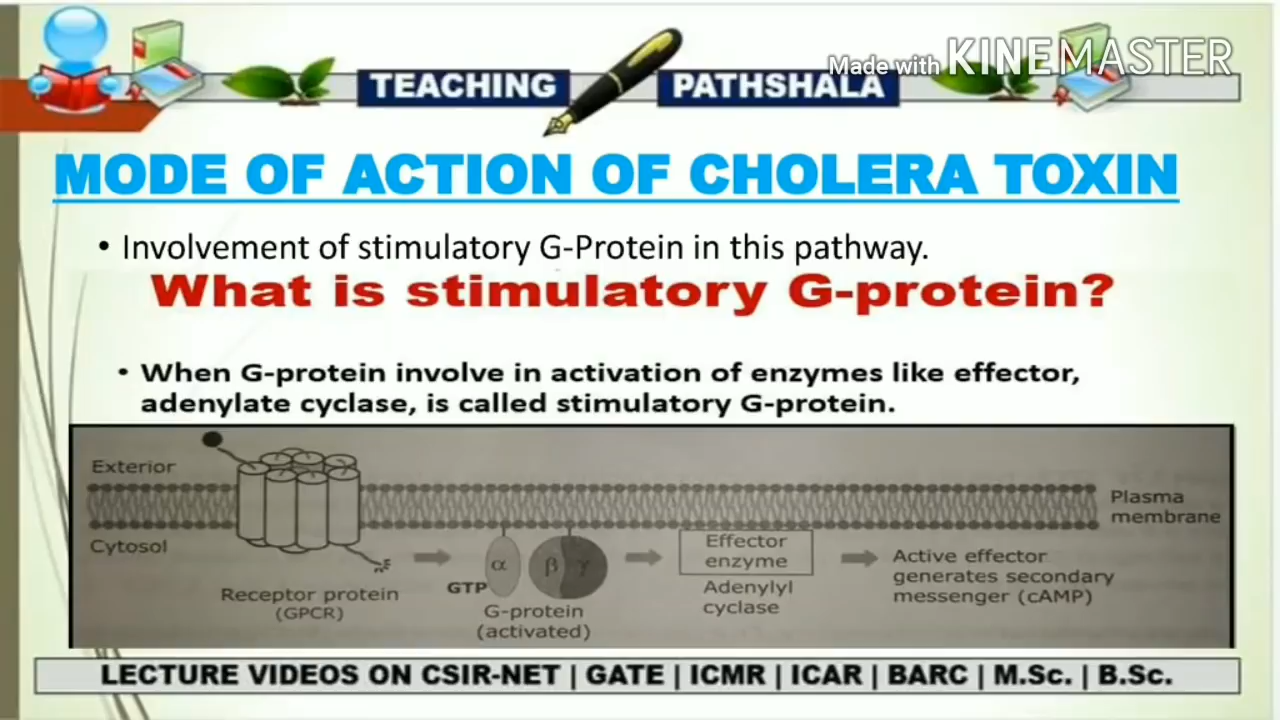 Made with KINEMASTER
TEACHING PATHSHALA
MODE OF ACTION OF CHOLERA TOXIN
• Involvement of stimulatory G-Protein in this pathway.
What is stimulatory G-protein?
• When G-protein involve in activation of enzymes like effector,
adenylate cyclase, is called stimulatory G-protein.
Exterior
Plasma
membrane
Cytosol
Receptor protein
(GPCR)
GTP
α
β
γ
G-protein
(activated)
Effector
enzyme
Adenylyl
cyclase
Active effector
generates secondary
messenger (cAMP)
LECTURE VIDEOS ON CSIR-NET | GATE | ICMR | ICAR | BARC | M.Sc. | B.Sc.